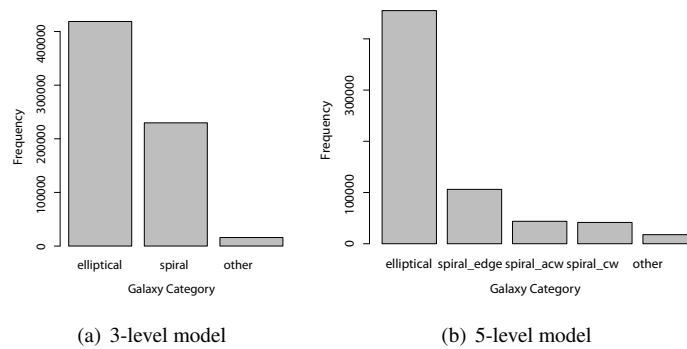 Frequency
400000
300000
200000
100000
0
elliptical spiral other
Galaxy Category
(a) 3-level model
Frequency
300000
100000
0
elliptical spiral_edge spiral_acw spiral_cw other
Galaxy Category
(b) 5-level model